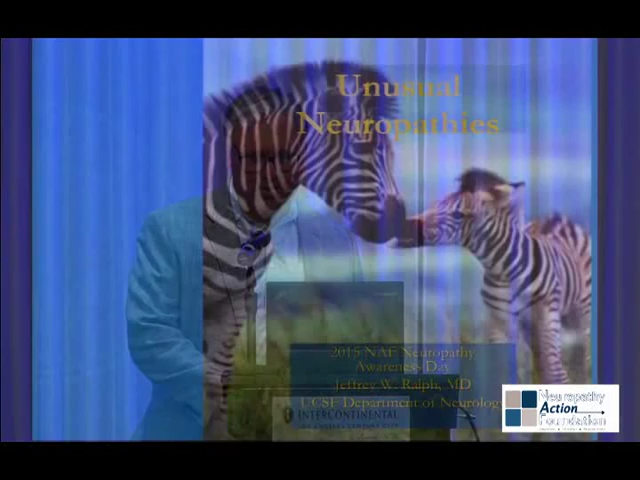 Unusual
Neuropathies
2015 NAF Neuropathy
Awareness Day
Jeffrey W. Ralph, MD
UCSF Department of Neurology
INTERCONTINENTAL
Neuropathy
Action
Foundation